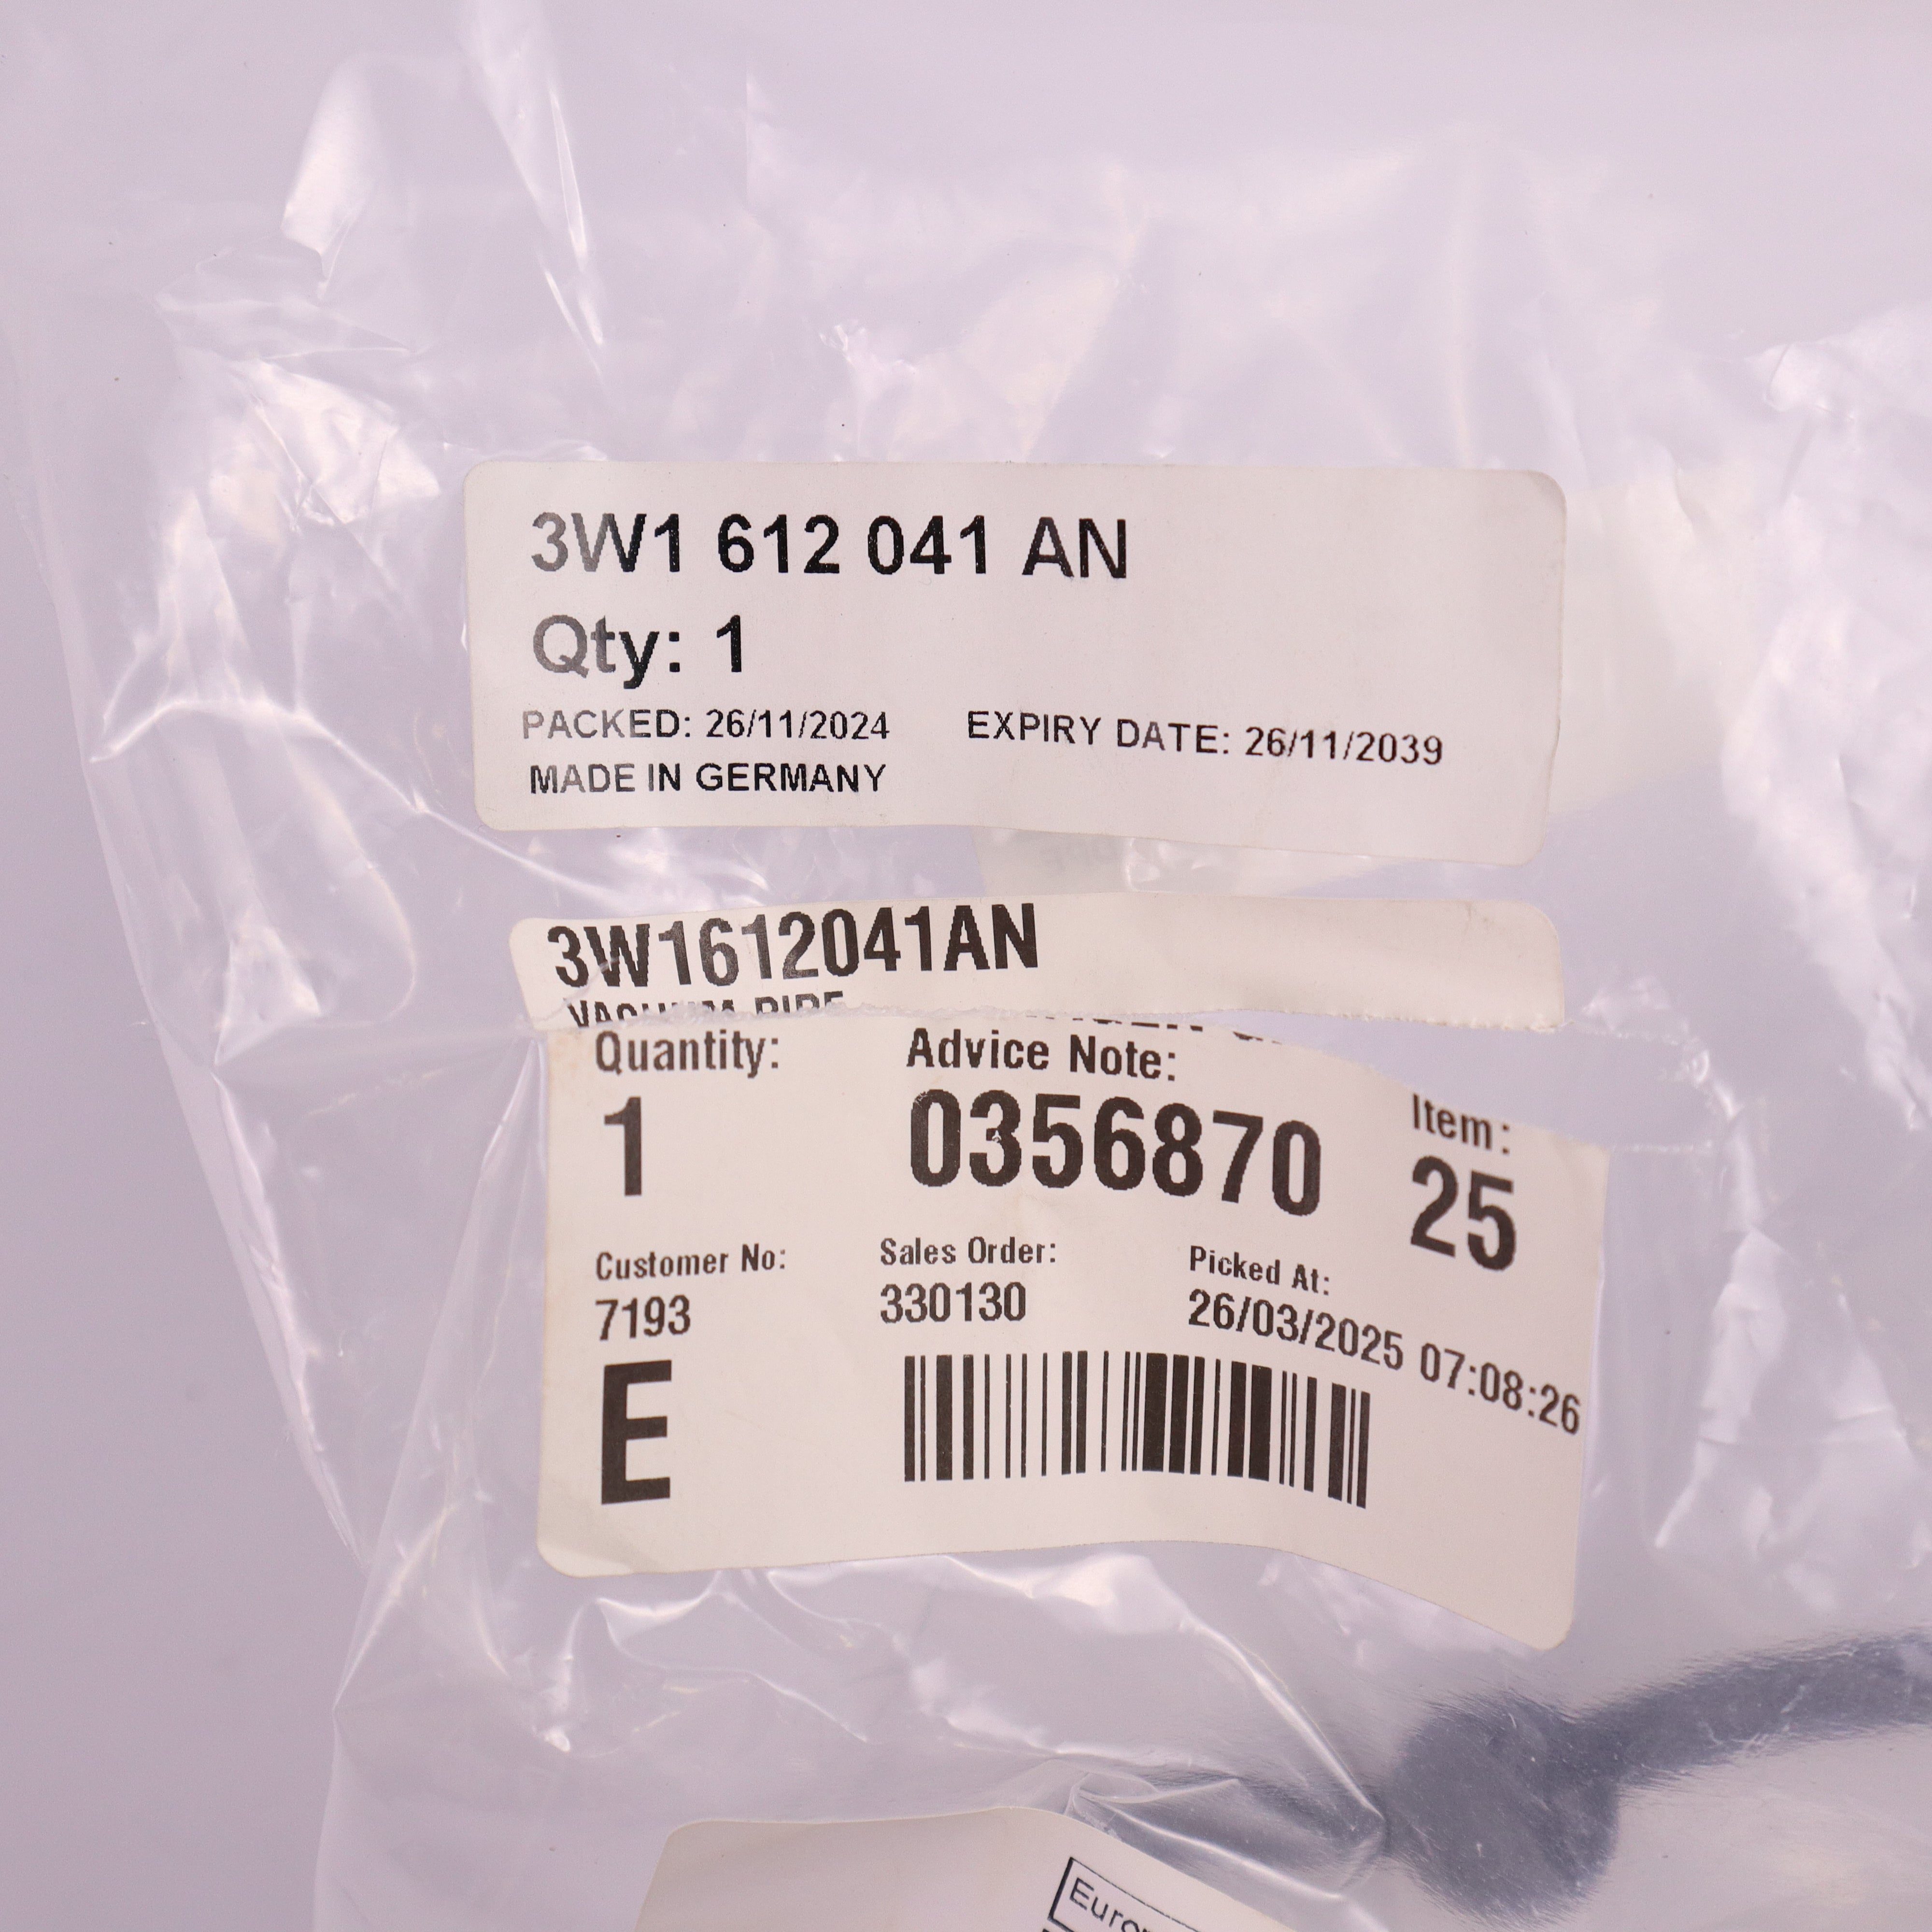 3W1 612 041 AN
Qty: 1
PACKED: 26/11/2024 EXPIRY DATE: 26/11/2039
MADE IN GERMANY
3W1612041AN
VACUUM PIPE
Quantity: Advice Note: Item:
1 0356870 25
Customer No: Sales Order: Picked At:
7193 330130 26/03/2025 07:08:26
E